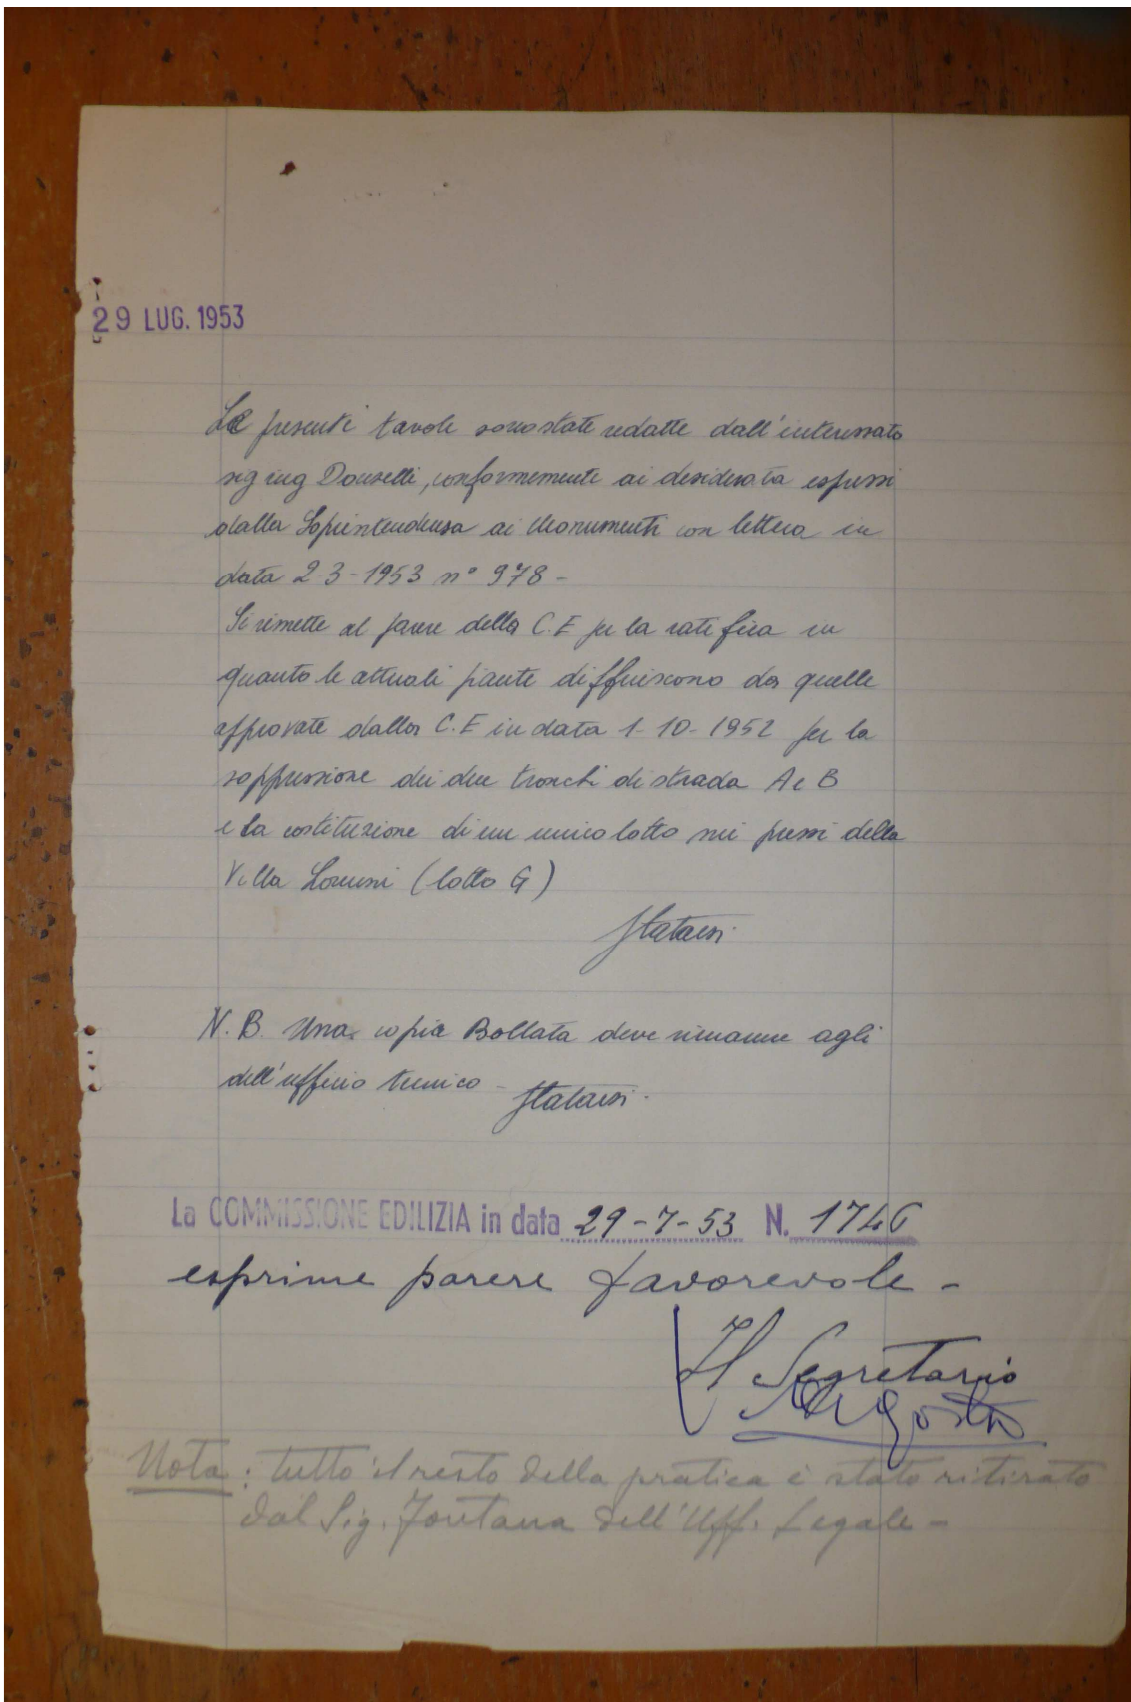 29 LUG. 1953
Le presenti tavole sono state redatte dall'interessato
sig ing Donzelli, conformemente ai desiderata espressi
dalla Soprintendenza ai Monumenti con lettera in
data 2 3-1953 n° 978 -
Si rimette al parere della C.E per la ratifica in
quanto le attuali piante differiscono da quelle
approvate dalla C.E in data 1-10-1952 per la
soppressione dei due tronchi di strada A e B
e la costituzione di un unico lotto nei pressi della
Villa (lotto G)
N.B. Una copia Bollata deve rimanere agli
dell'ufficio tecnico -
La COMMISSIONE EDILIZIA in data 29-7-53 N. 1746
esprime parere favorevole -
Il Segretario
Nota: tutto il resto della pratica è stato ritirato
dal Sig. Fontana dell'Uff. Legale -